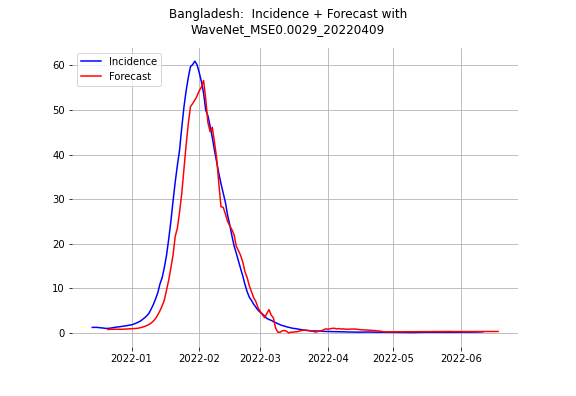 Bangladesh:  Incidence + Forecast with
WaveNet_MSE0.0029_20220409
Incidence
Forecast
60
50
40
30
20
10
0
2022-01 2022-02 2022-03 2022-04 2022-05 2022-06